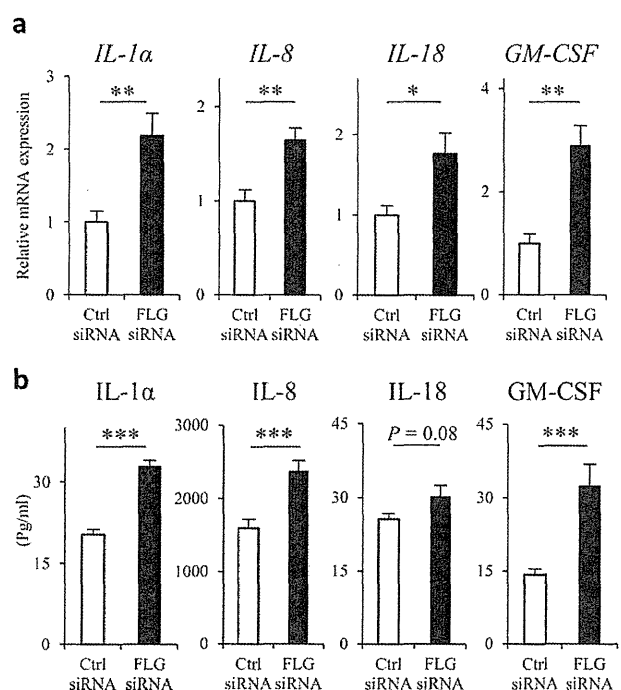 a
IL-1α
IL-8
IL-18
GM-CSF
Relative mRNA expression
3
2
1
0
**
Ctrl siRNA
FLG siRNA
2
1
0
**
Ctrl siRNA
FLG siRNA
2
1
0
*
Ctrl siRNA
FLG siRNA
4
2
0
**
Ctrl siRNA
FLG siRNA
b
IL-1α
IL-8
IL-18
GM-CSF
(Pg/ml)
30
15
0
***
Ctrl siRNA
FLG siRNA
3000
2000
1000
0
***
Ctrl siRNA
FLG siRNA
45
30
15
0
P = 0.08
Ctrl siRNA
FLG siRNA
45
30
15
0
***
Ctrl siRNA
FLG siRNA